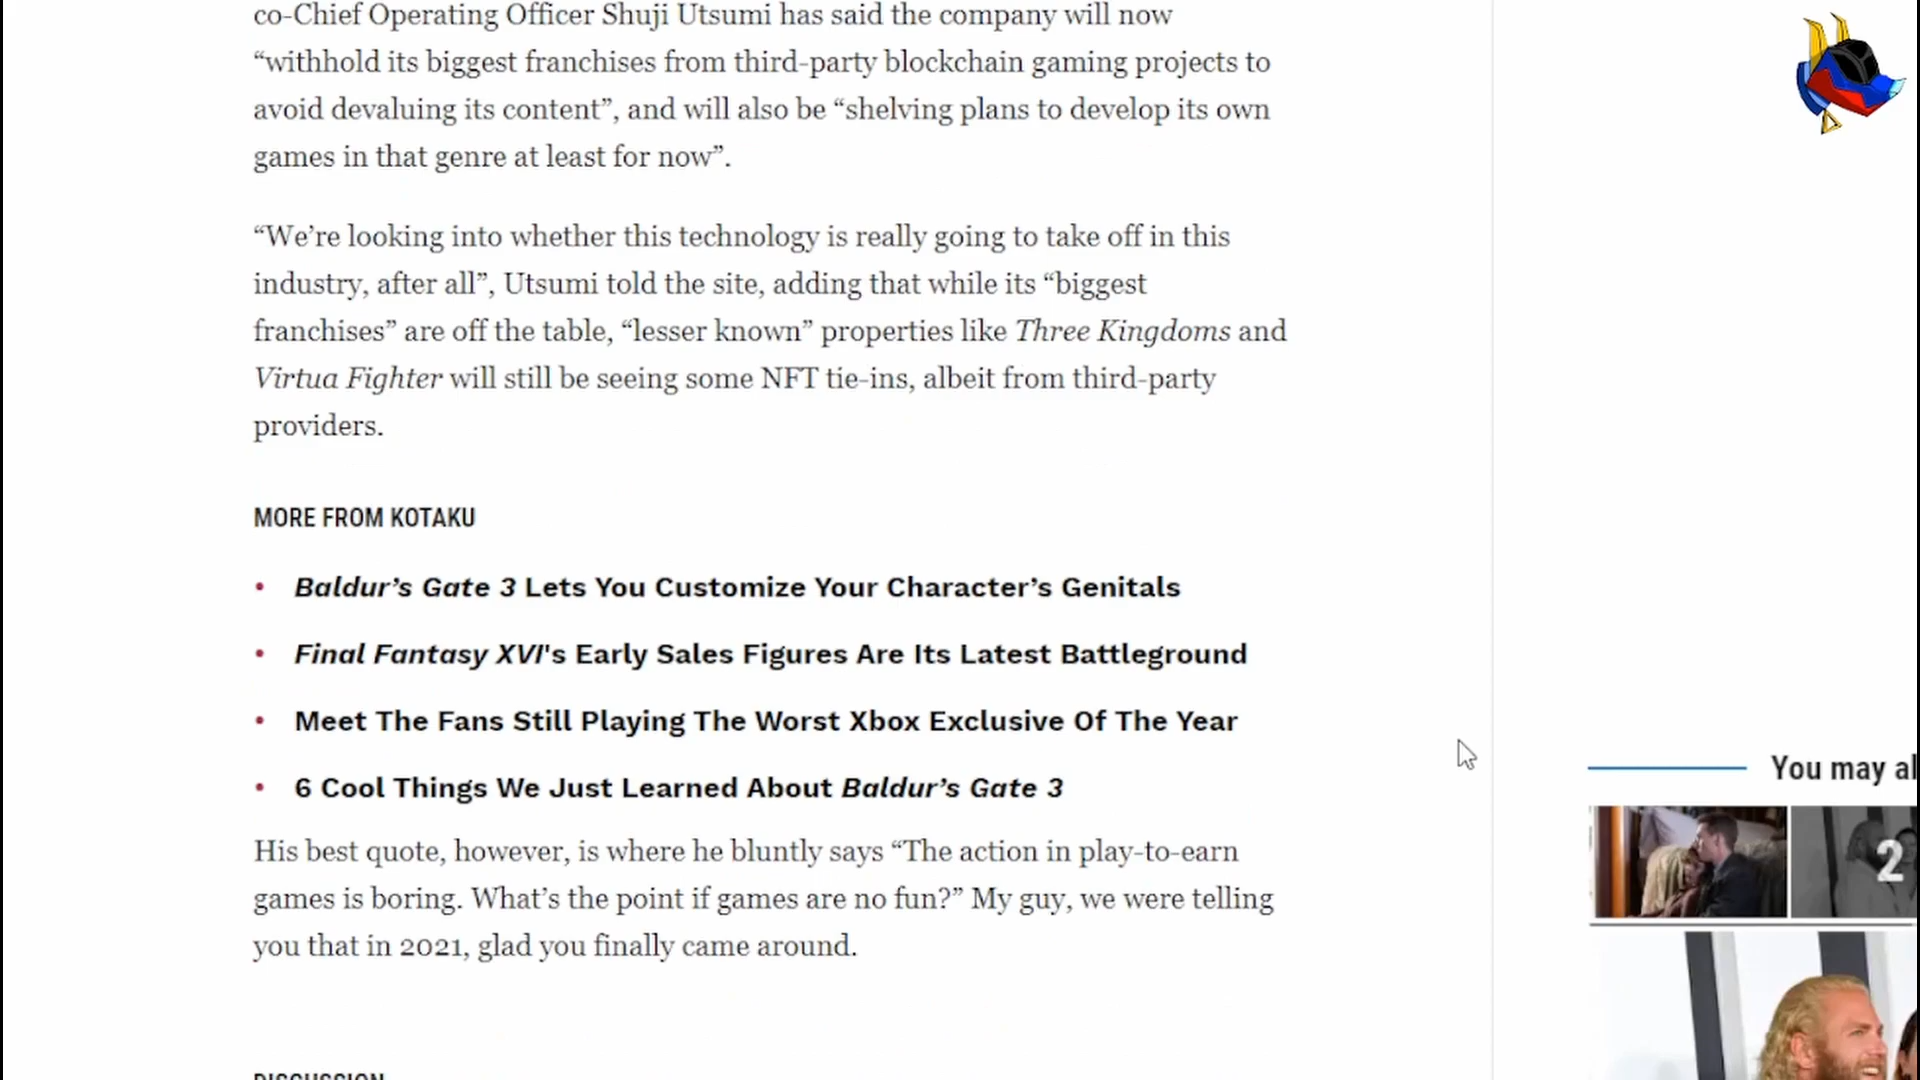 co-Chief Operating Officer Shuji Utsumi has said the company will now
“withhold its biggest franchises from third-party blockchain gaming projects to
avoid devaluing its content”, and will also be “shelving plans to develop its own
games in that genre at least for now”.
“We’re looking into whether this technology is really going to take off in this
industry, after all”, Utsumi told the site, adding that while its “biggest
franchises” are off the table, “lesser known” properties like Three Kingdoms and
Virtua Fighter will still be seeing some NFT tie-ins, albeit from third-party
providers.
MORE FROM KOTAKU
• Baldur’s Gate 3 Lets You Customize Your Character’s Genitals
• Final Fantasy XVI's Early Sales Figures Are Its Latest Battleground
• Meet The Fans Still Playing The Worst Xbox Exclusive Of The Year
• 6 Cool Things We Just Learned About Baldur’s Gate 3
His best quote, however, is where he bluntly says “The action in play-to-earn
games is boring. What’s the point if games are no fun?” My guy, we were telling
you that in 2021, glad you finally came around.
DISCUSSION
You may al
2